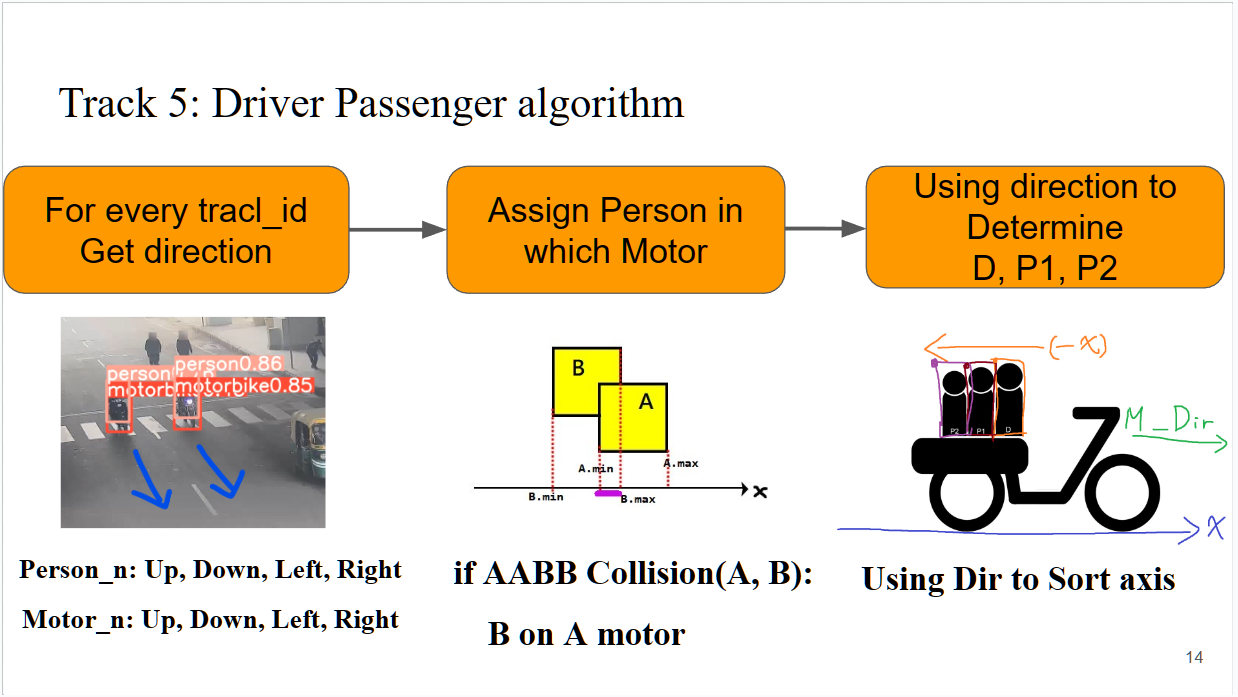 Track 5: Driver Passenger algorithm
For every tracl_id
Get direction
Assign Person in
which Motor
Using direction to
Determine
D, P1, P2
person0.86
person
motorbike0.85
motorb
B
A
A.min
A.max
B.min
B.max
x
(-x)
M_Dir
P2
P1
D
X
Person_n: Up, Down, Left, Right
Motor_n: Up, Down, Left, Right
if AABB Collision(A, B):
B on A motor
Using Dir to Sort axis
14